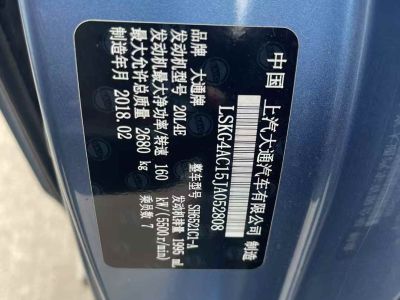 中国 上汽大通汽车有限公司 制造
LSKG4AC15JA052808
品牌 大通牌
整车型号 SH6521C1-A
发动机型号 20L4E
发动机排量 1995 mL
发动机最大净功率/转速 160 kW/(5500r/min)
最大允许总质量 2680 kg
乘员数 7
制造年月 2018.02